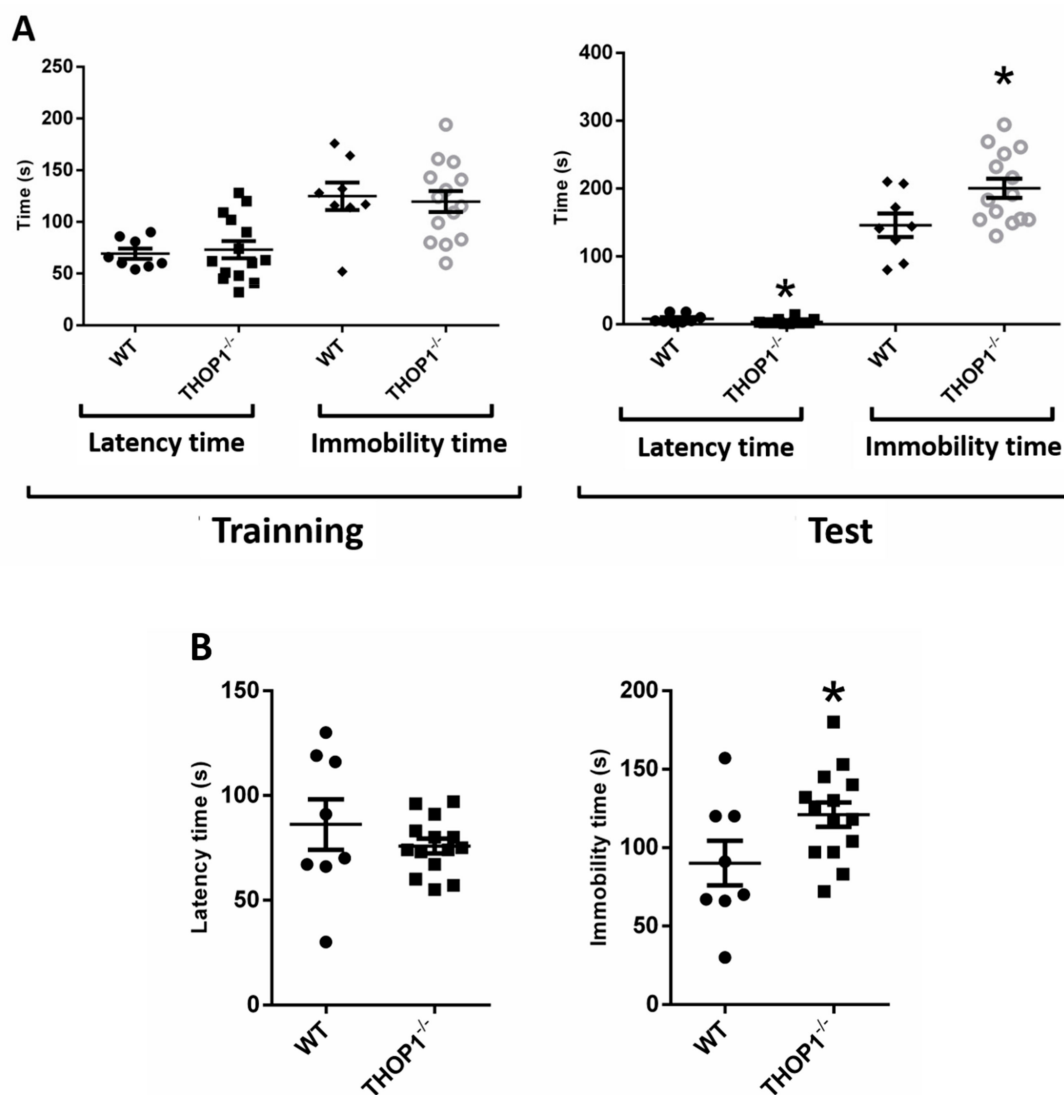 A
Time (s)
250
200
150
100
50
0
WT
THOP1-/-
WT
THOP1-/-
Latency time
Immobility time
Trainning
Time (s)
400
300
200
100
0
*
*
WT
THOP1-/-
WT
THOP1-/-
Latency time
Immobility time
Test
B
Latency time (s)
150
100
50
0
WT
THOP1-/-
Immobility time (s)
200
150
100
50
0
*
WT
THOP1-/-